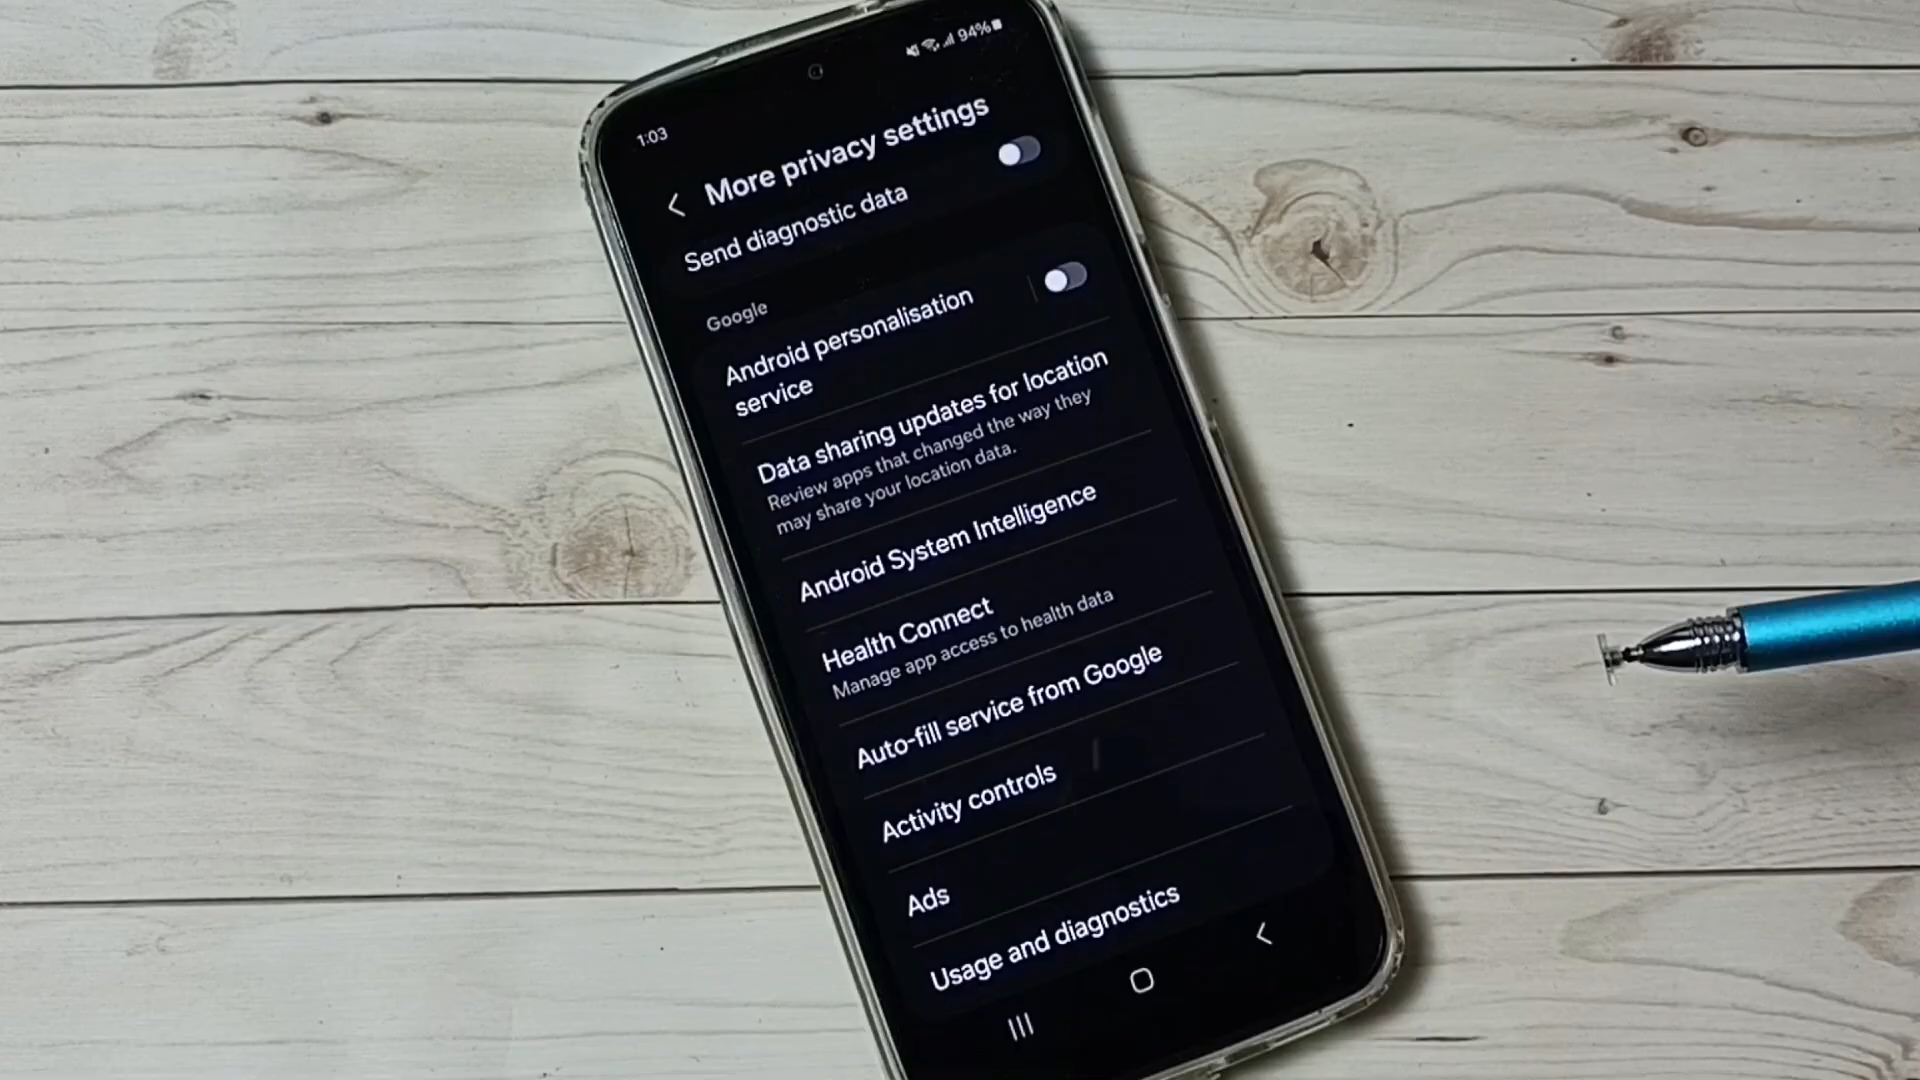 1:03
94%
More privacy settings
Send diagnostic data
Google
Android personalisation
service
Data sharing updates for location
Review apps that changed the way they
may share your location data.
Android System Intelligence
Health Connect
Manage app access to health data
Auto-fill service from Google
Activity controls
Ads
Usage and diagnostics